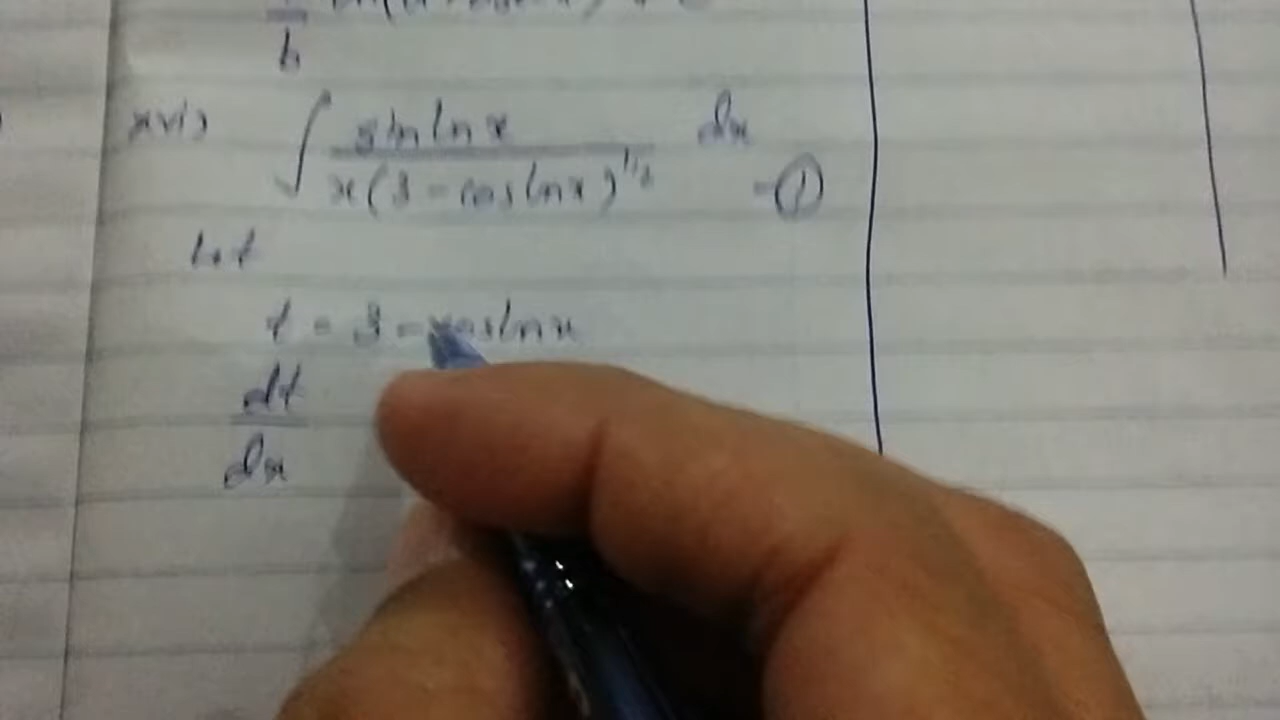 b
xvi) ∫ sin ln x / x(3 - cos ln x)^1/2 dx - ①
Let
t = 3 - cos ln x
dt
dx